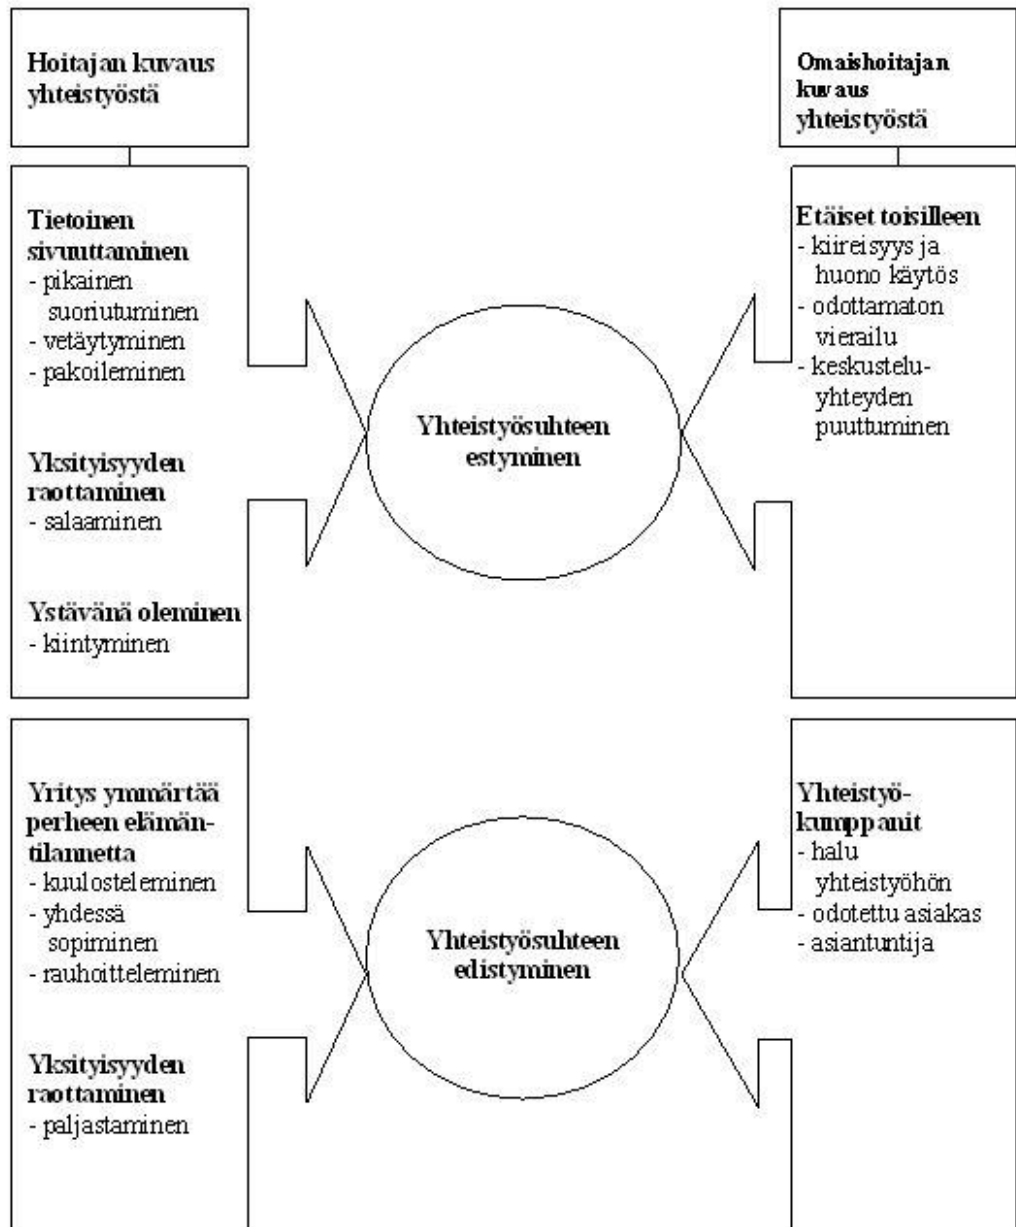 Hoitajan kuvaus
yhteistyöstä
Omaishoitajan
kuvaus
yhteistyöstä
Tietoinen
sivuuttaminen
- pikainen
suoriutuminen
- vetäytyminen
- pakoileminen
Yksityisyyden
raottaminen
- salaaminen
Ystävänä oleminen
- kiintyminen
Yhteistyösuhteen
estyminen
Etäiset toisilleen
- kiireisyys ja
huono käytös
- odottamaton
vierailu
- keskustelu-
yhteyden
puuttuminen
Yritys ymmärtää
perheen elämän-
tilannetta
- kuulosteleminen
- yhdessä
sopiminen
- rauhoitteleminen
Yksityisyyden
raottaminen
- paljastaminen
Yhteistyösuhteen
edistyminen
Yhteistyö-
kumppanit
- halu
yhteistyöhön
- odotettu asiakas
- asiantuntija